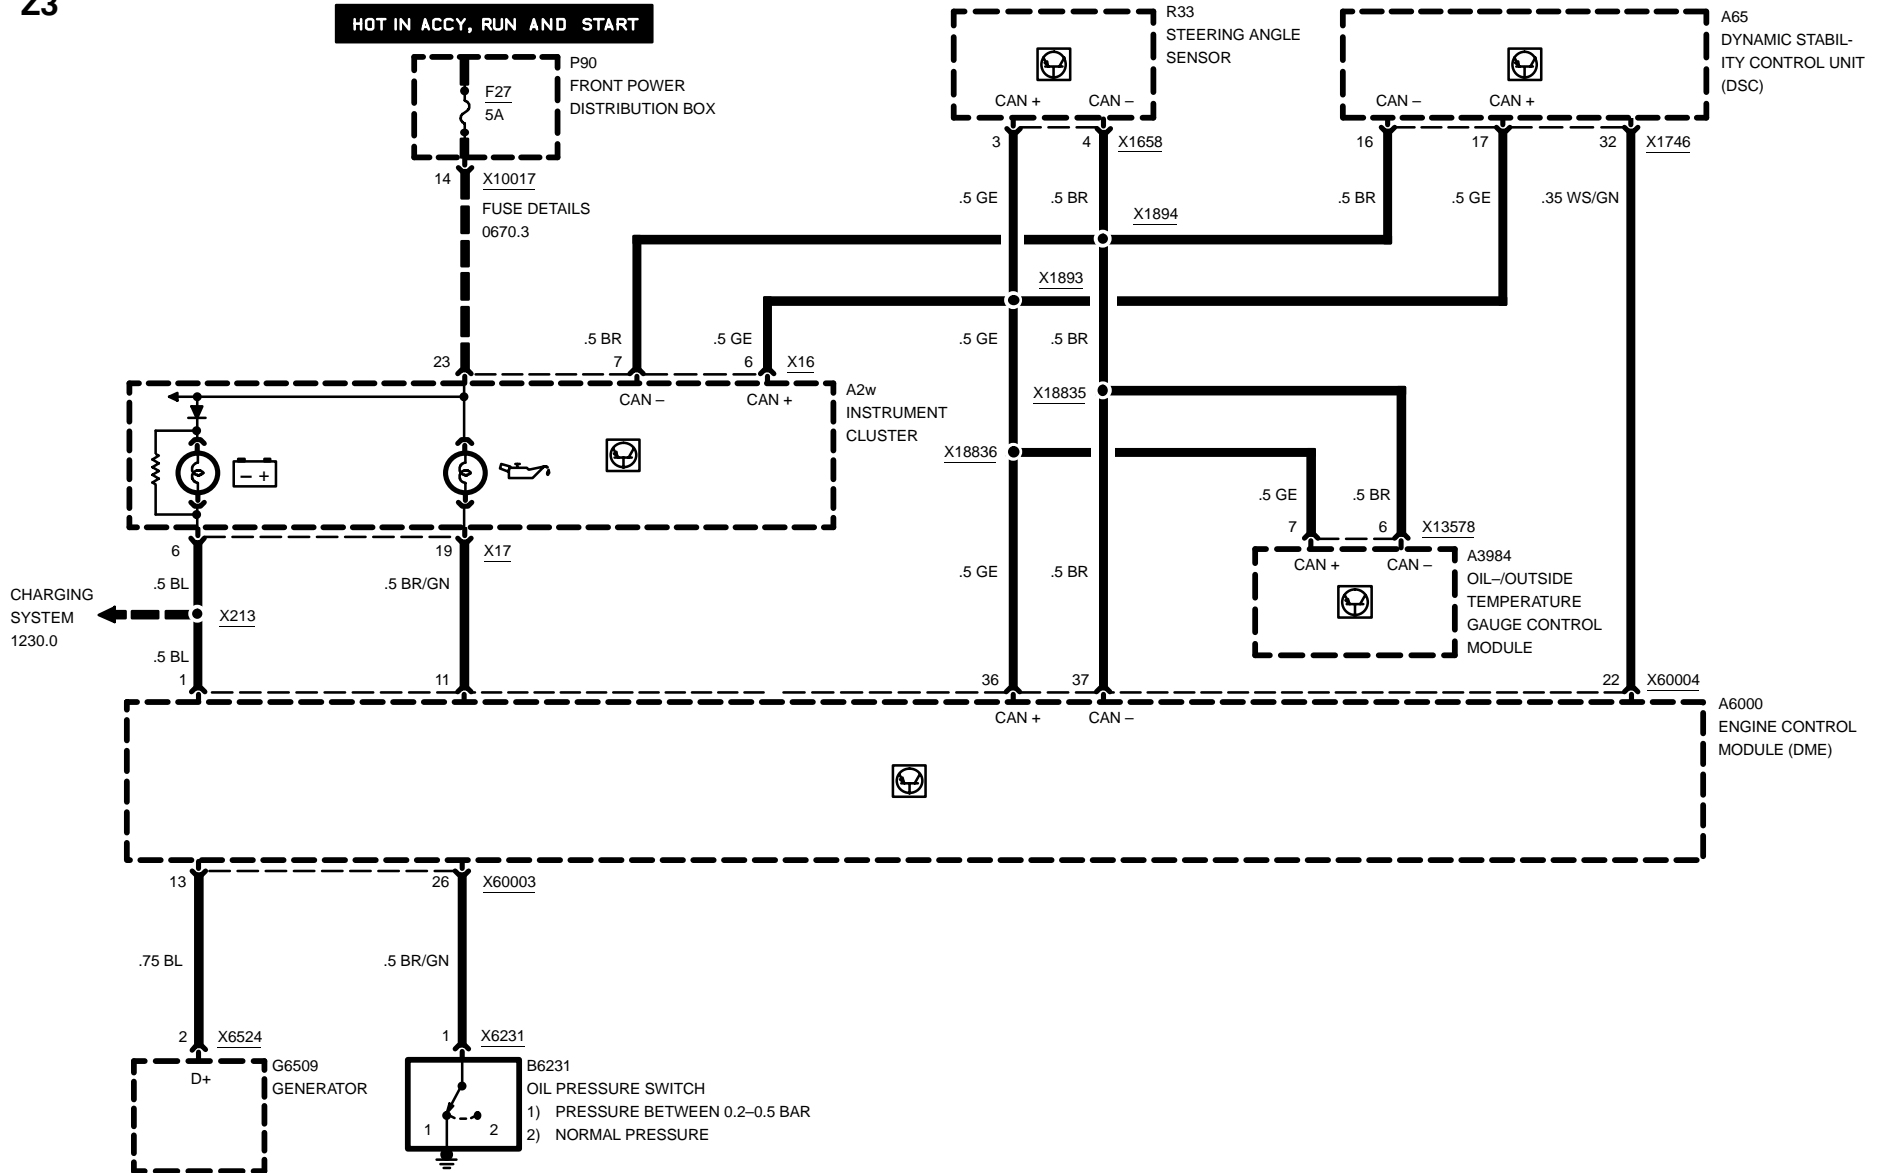 Z3
HOT IN ACCY, RUN AND START
P90
FRONT POWER
DISTRIBUTION BOX
F27
5A
14 X10017
FUSE DETAILS
0670.3
R33
STEERING ANGLE
SENSOR
CAN + CAN –
3 4 X1658
A65
DYNAMIC STABIL-
ITY CONTROL UNIT
(DSC)
CAN – CAN +
16 17 32 X1746
.5 GE .5 BR .5 BR .5 GE .35 WS/GN
X1894
X1893
.5 BR .5 GE .5 GE .5 BR
23 7 6 X16
CAN – CAN +
A2w
INSTRUMENT
CLUSTER
– +
X18835
X18836
.5 GE .5 BR
7 6 X13578
CAN + CAN –
A3984
OIL–/OUTSIDE
TEMPERATURE
GAUGE CONTROL
MODULE
6 19 X17
.5 BL .5 BR/GN .5 GE .5 BR
CHARGING
SYSTEM
1230.0
X213
.5 BL
1 11 36 37 22 X60004
CAN + CAN –
A6000
ENGINE CONTROL
MODULE (DME)
13 26 X60003
.75 BL .5 BR/GN
2 X6524 1 X6231
D+
G6509
GENERATOR
B6231
OIL PRESSURE SWITCH
1) PRESSURE BETWEEN 0.2–0.5 BAR
2) NORMAL PRESSURE
1 2